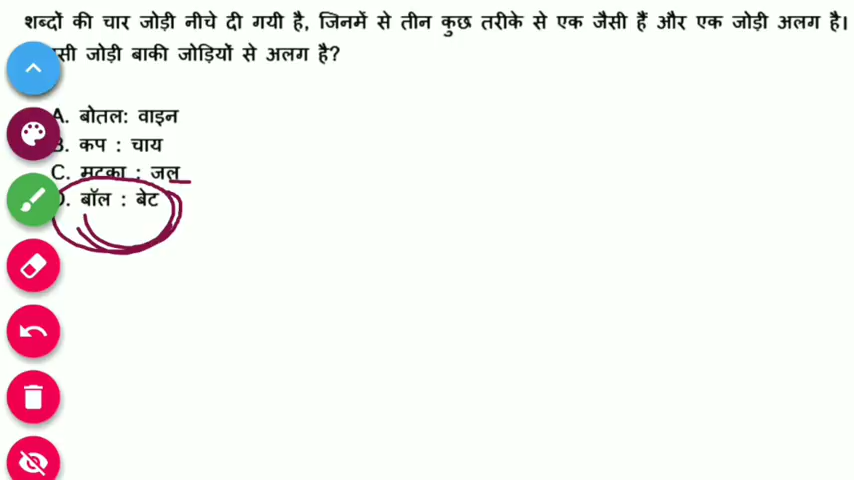 शब्दों की चार जोड़ी नीचे दी गयी है, जिनमें से तीन कुछ तरीके से एक जैसी हैं और एक जोड़ी अलग है।
जोड़ी बाकी जोड़ियों से अलग है?
A. बोतल: वाइन
B. कप : चाय
C. मटका : जल
D. बॉल : बेट